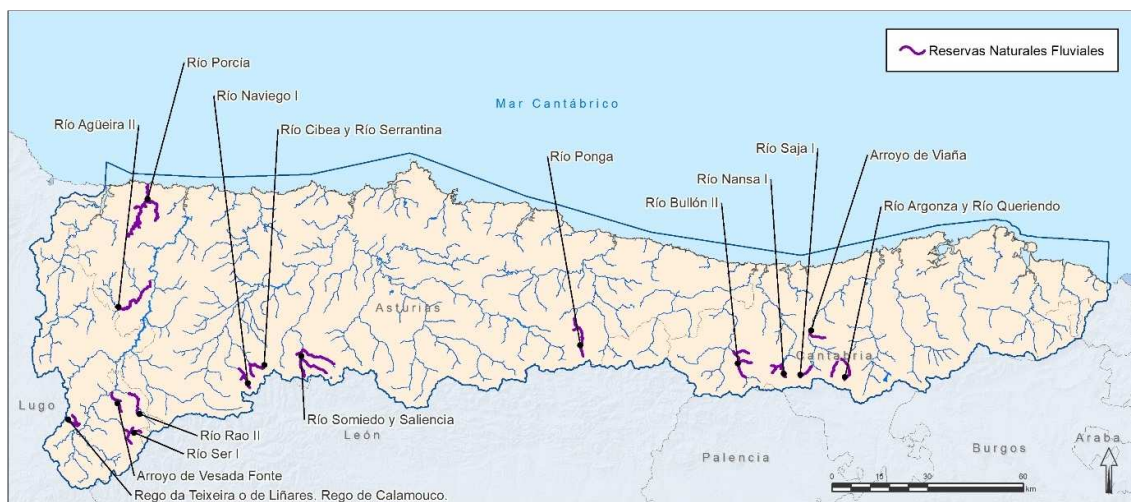 Reservas Naturales Fluviales
Río Porcía
Río Naviego I
Mar Cantábrico
Río Agüeira II
Río Cibea y Río Serrantina
Río Saja I
Arroyo de Viaña
Río Ponga
Río Nansa I
Río Bullón II
Río Argonza y Río Queriendo
Asturias
Cantabria
Lugo
Río Somiedo y Saliencia
Río Rao II
León
Río Ser I
Palencia
Burgos
Araba
Arroyo de Vesada Fonte
Rego da Teixeira o de Liñares. Rego de Calamouco.
0 15 30 60
km